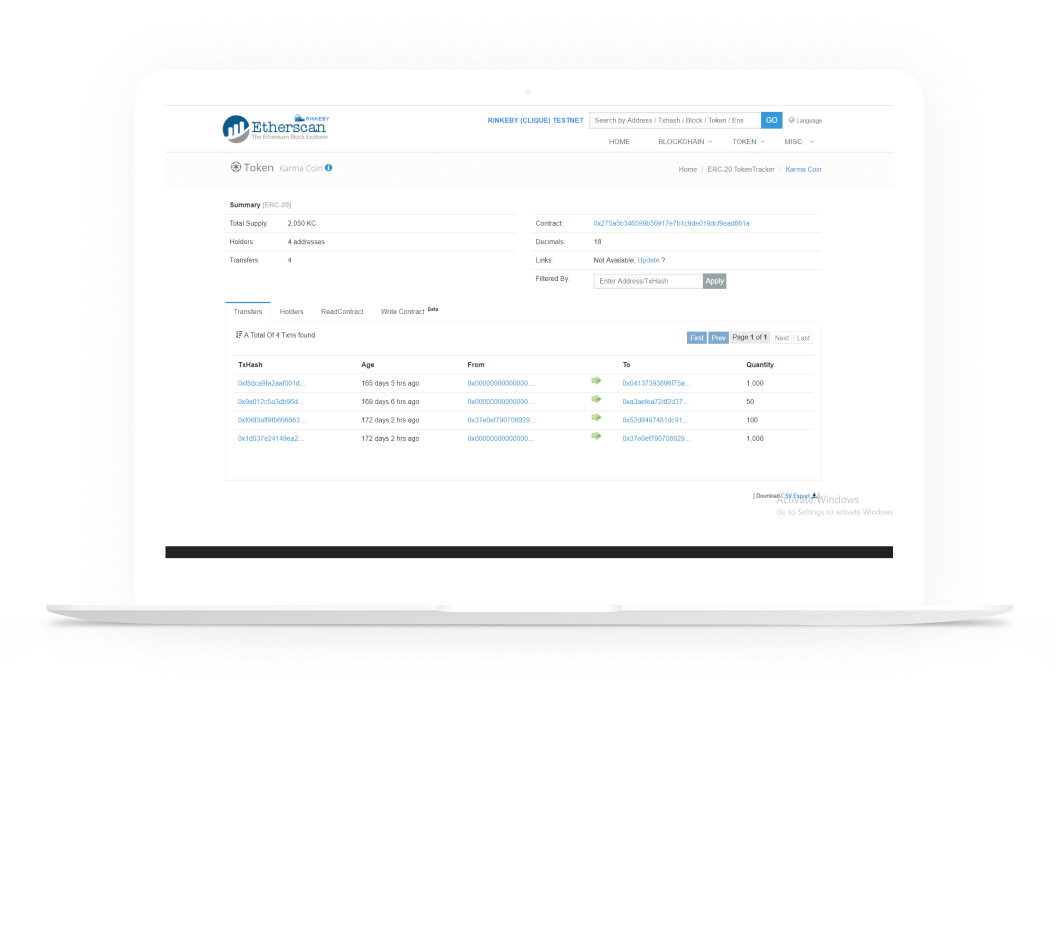 RINKEBY
Etherscan
The Ethereum Block Explorer
RINKEBY (CLIQUE) TESTNET Search by Address / Txhash / Block / Token / Ens GO Language
HOME BLOCKCHAIN TOKEN MISC
Token Karma Coin
Home / ERC-20 TokenTracker / Karma Coin
Summary [ERC-20]
Total Supply: 2,050 KC Contract: 0x275a5b346599b56917e7b1c9de019dcf9ead861a
Holders: 4 addresses Decimals: 18
Transfers 4 Links: Not Available, Update ?
Filtered By: Enter Address/TxHash Apply
Transfers Holders ReadContract Write Contract Beta
A Total Of 4 Txns found First Prev Page 1 of 1 Next Last
TxHash Age From To Quantity
0xf8dca9fa2aaf001d... 165 days 5 hrs ago 0x00000000000000... 0x04137393896f75a... 1,000
0x9a012c5a3db96d... 169 days 6 hrs ago 0x00000000000000... 0xa3aefea72df2d37... 50
0xf06f3aff9fb666563... 172 days 2 hrs ago 0x37e0ef790708929... 0x52d8497481dc91... 100
0x1d537e24149ea2... 172 days 2 hrs ago 0x00000000000000... 0x37e0ef790708929... 1,000
[ Download CSV Export ]
Activate Windows
Go to Settings to activate Windows